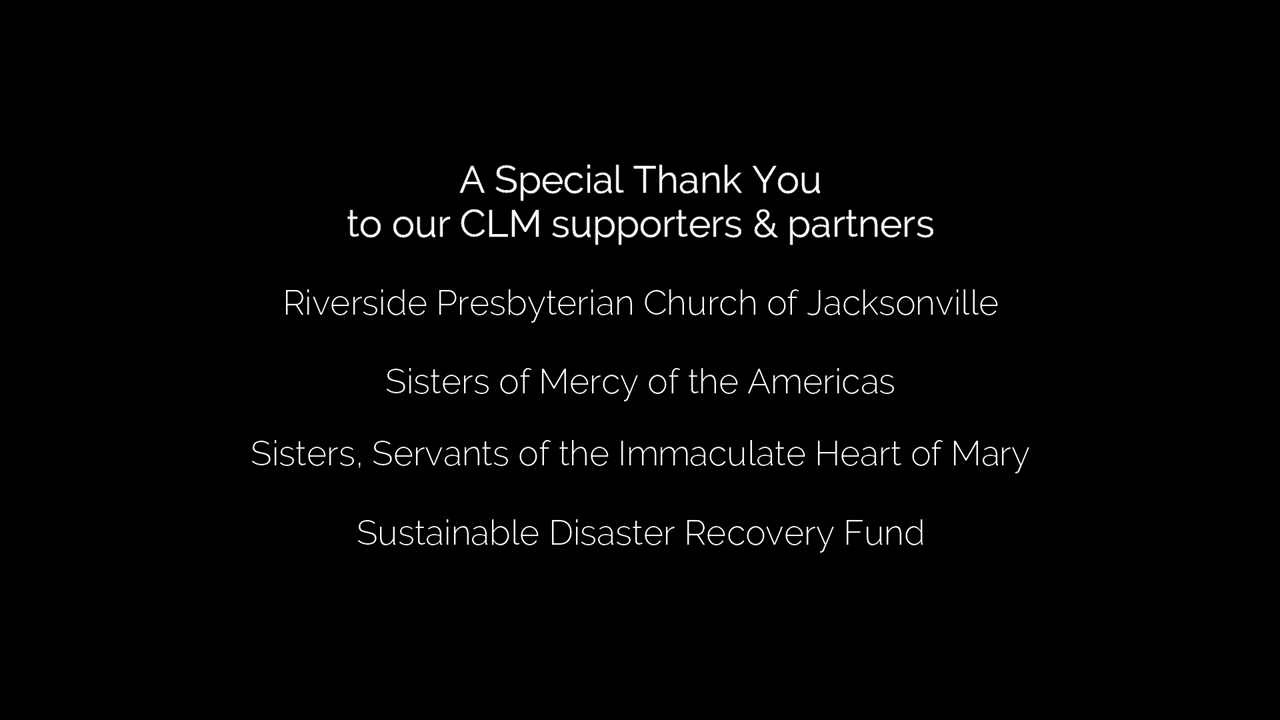 A Special Thank You
to our CLM supporters & partners
Riverside Presbyterian Church of Jacksonville
Sisters of Mercy of the Americas
Sisters, Servants of the Immaculate Heart of Mary
Sustainable Disaster Recovery Fund